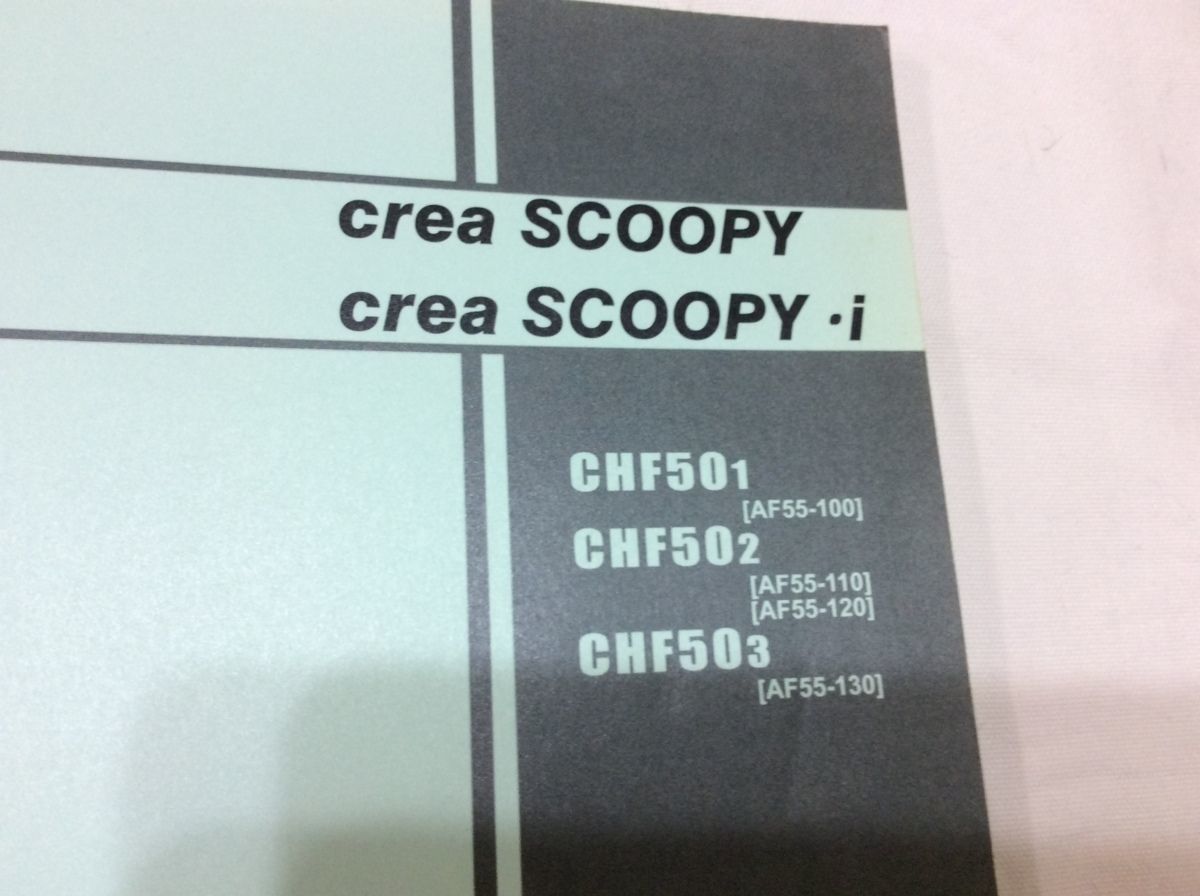 crea SCOOPY
crea SCOOPY・i
CHF501
[AF55-100]
CHF502
[AF55-110]
[AF55-120]
CHF503
[AF55-130]